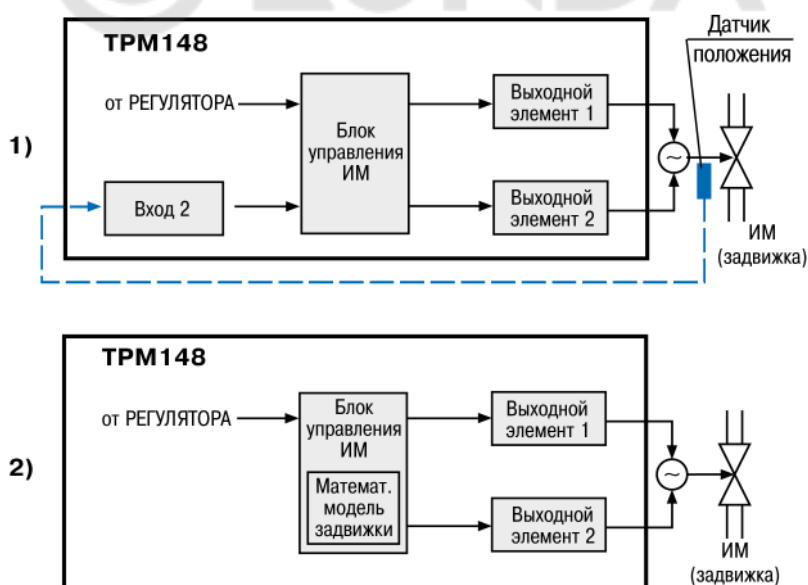 ТРМ148
Датчик
положения
от РЕГУЛЯТОРА
Блок
управления
ИМ
Выходной
элемент 1
1)
Вход 2
Выходной
элемент 2
~
ИМ
(задвижка)
ТРМ148
от РЕГУЛЯТОРА
Блок
управления
ИМ
Выходной
элемент 1
2)
Математ.
модель
задвижки
Выходной
элемент 2
~
ИМ
(задвижка)